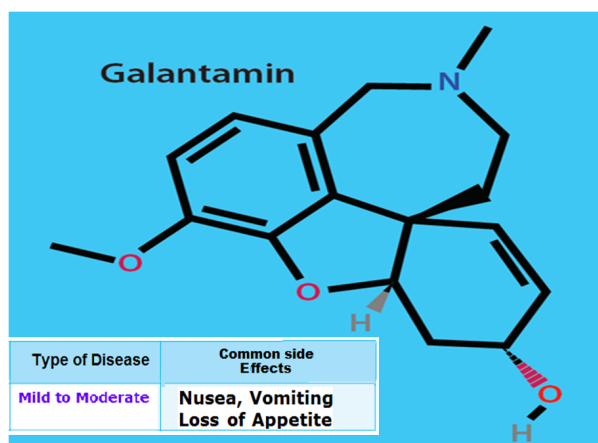 Galantamin
N
O
O
H
O
H
Type of Disease
Common side
Effects
Mild to Moderate
Nusea, Vomiting
Loss of Appetite